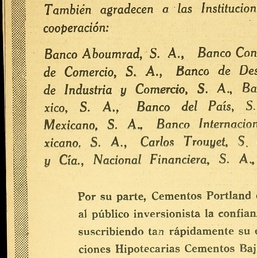 También agradecen a las Institucion
cooperación:
Banco Aboumrad, S. A., Banco Con
de Comercio, S. A., Banco de Des
de Industria y Comercio, S. A., Ba
xico, S. A., Banco del País, S.
Mexicano, S. A., Banco Internacion
xicano, S. A., Carlos Trouyet, S.
y Cía., Nacional Financiera, S. A.,
Por su parte, Cementos Portland
al público inversionista la confian
suscribiendo tan rápidamente su e
ciones Hipotecarias Cementos Baj